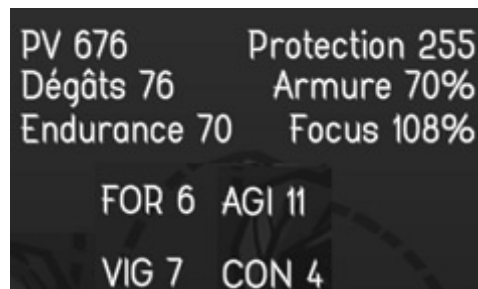 PV 676 Protection 255
Dégâts 76 Armure 70%
Endurance 70 Focus 108%
FOR 6 AGI 11
VIG 7 CON 4